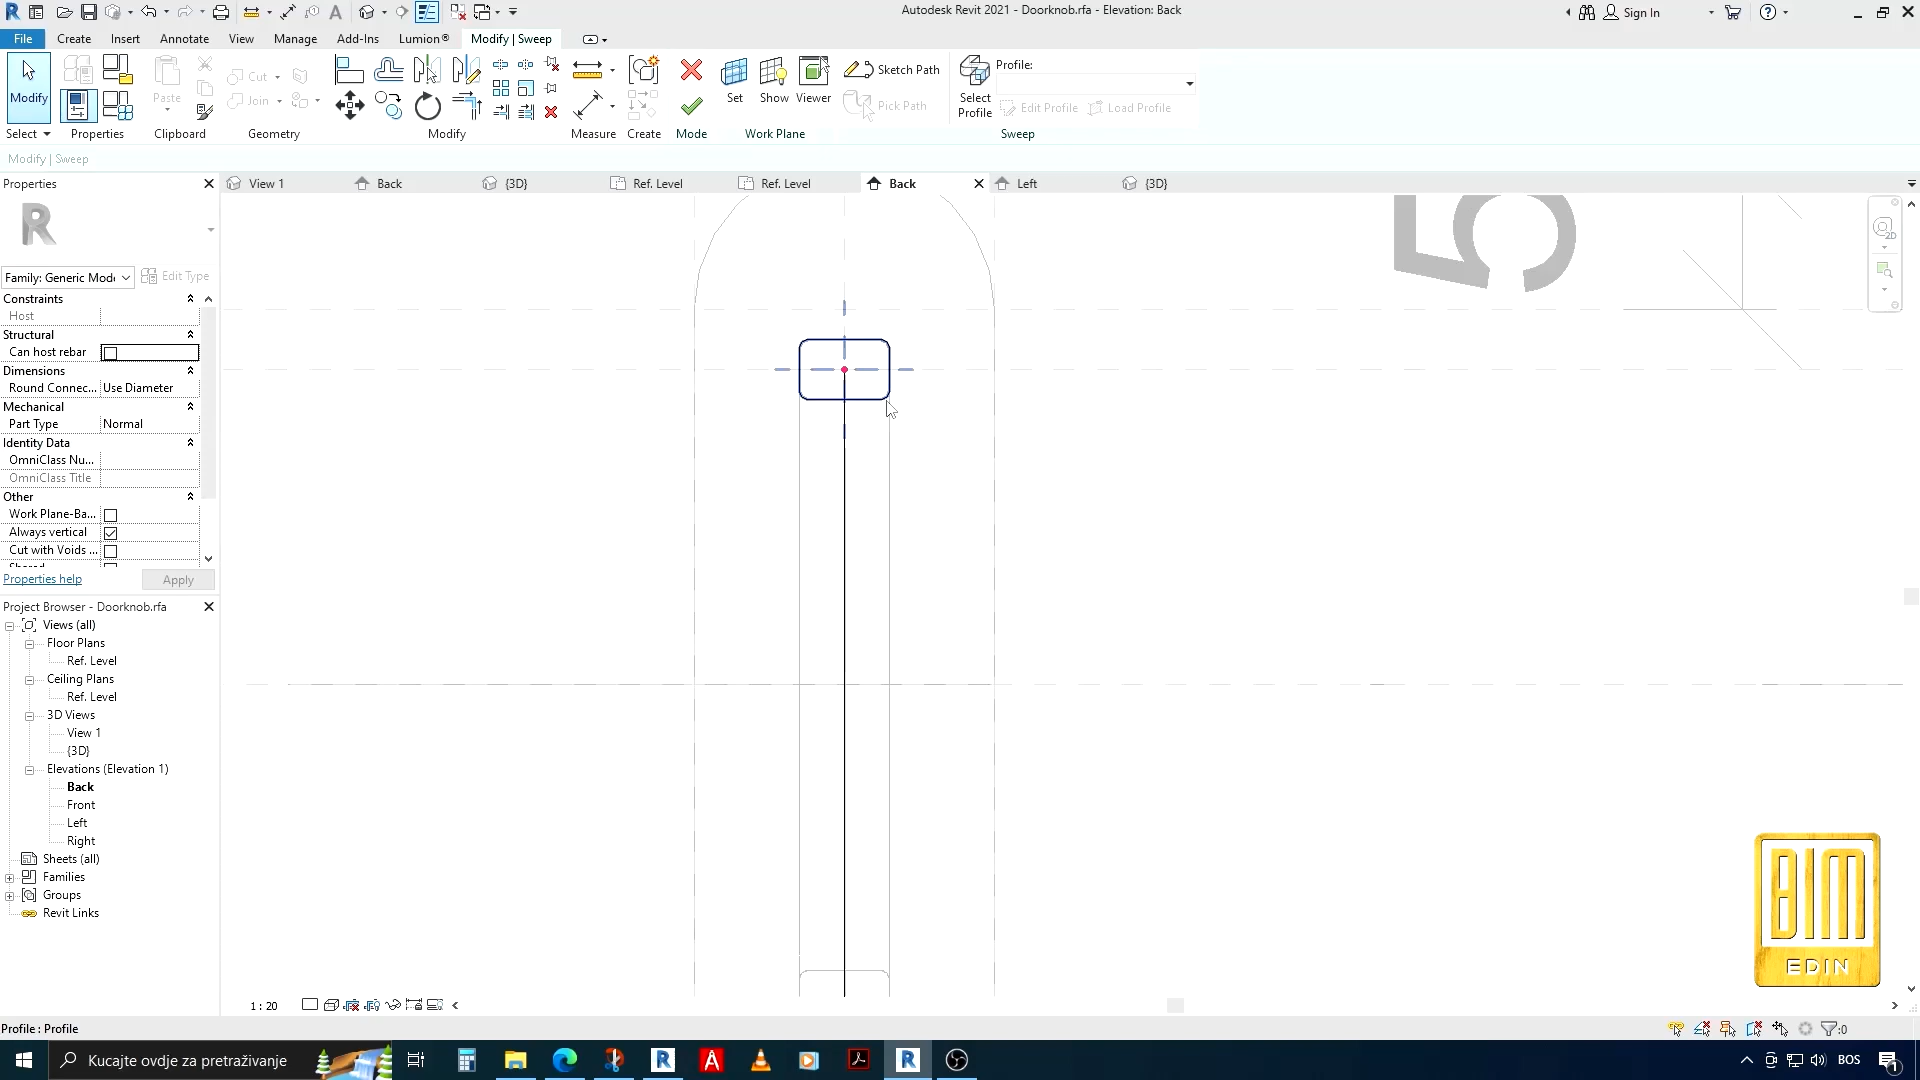 Autodesk Revit 2021 - Doorknob.rfa - Elevation: Back
Sign In
File
Create
Insert
Annotate
View
Manage
Add-Ins
Lumion®
Modify | Sweep
Modify
Paste
Cut
Join
Set
Show
Viewer
Sketch Path
Pick Path
Select Profile
Profile:
Edit Profile
Load Profile
Select
Properties
Clipboard
Geometry
Modify
Measure
Create
Mode
Work Plane
Sweep
Modify | Sweep
Properties
View 1
Back
{3D}
Ref. Level
Ref. Level
Back
Left
{3D}
R
Family: Generic Mode
Edit Type
Constraints
Host
Structural
Can host rebar
Dimensions
Round Connec... Use Diameter
Mechanical
Part Type Normal
Identity Data
OmniClass Nu...
OmniClass Title
Other
Work Plane-Ba...
Always vertical
Cut with Voids ...
Shared
Properties help
Apply
Project Browser - Doorknob.rfa
Views (all)
Floor Plans
Ref. Level
Ceiling Plans
Ref. Level
3D Views
View 1
{3D}
Elevations (Elevation 1)
Back
Front
Left
Right
Sheets (all)
Families
Groups
Revit Links
2D
BIM
EDIN
1 : 20
Profile : Profile
:0
Kucajte ovdje za pretraživanje
BOS
1